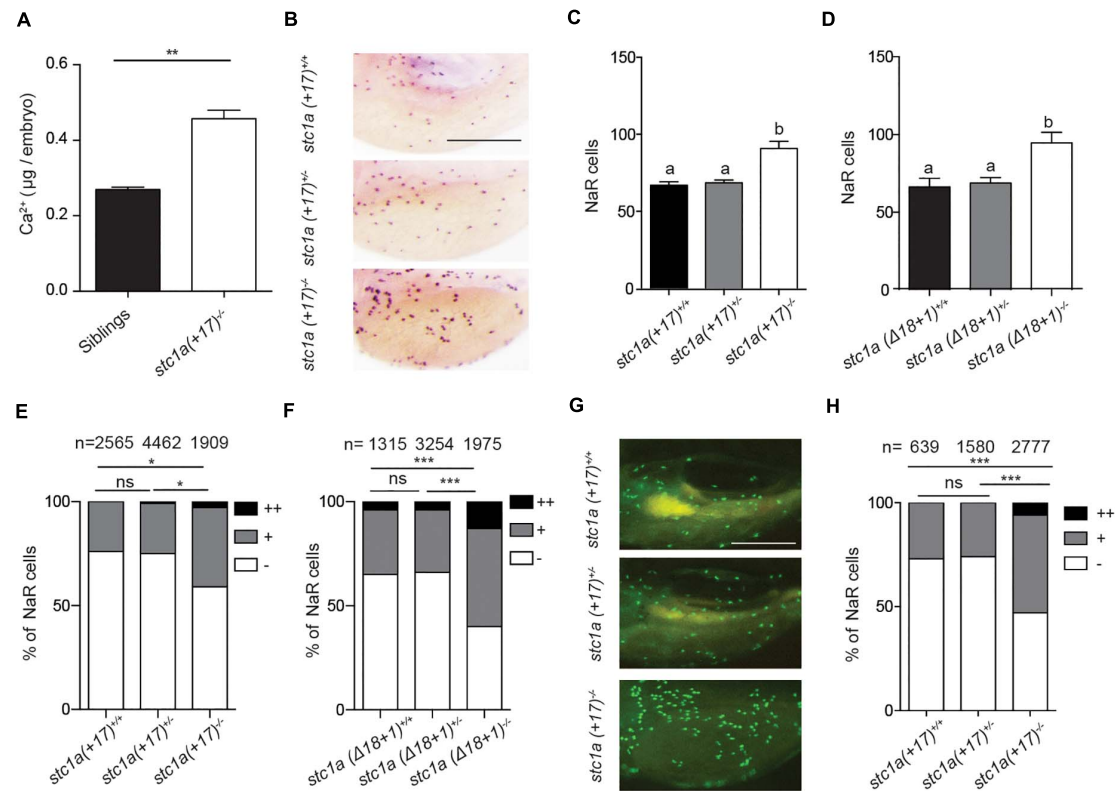 A
**
Ca²⁺ (µg / embryo)
0.6
0.4
0.2
0.0
Siblings
stc1a(+17)-/-
B
stc1a (+17)+/+
stc1a (+17)+/-
stc1a (+17)-/-
C
NaR cells
150
100
50
0
a
a
b
stc1a(+17)+/+
stc1a(+17)+/-
stc1a(+17)-/-
D
NaR cells
150
100
50
0
a
a
b
stc1a (Δ18+1)+/+
stc1a (Δ18+1)+/-
stc1a (Δ18+1)-/-
E
n=2565 4462 1909
*
ns
*
% of NaR cells
100
50
0
++
+
-
stc1a(+17)+/+
stc1a(+17)+/-
stc1a(+17)-/-
F
n= 1315 3254 1975
***
ns
***
% of NaR cells
100
50
0
++
+
-
stc1a (Δ18+1)+/+
stc1a (Δ18+1)+/-
stc1a (Δ18+1)-/-
G
stc1a (+17)+/+
stc1a (+17)+/-
stc1a (+17)-/-
H
n= 639 1580 2777
***
ns
***
% of NaR cells
100
50
0
++
+
-
stc1a(+17)+/+
stc1a(+17)+/-
stc1a(+17)-/-